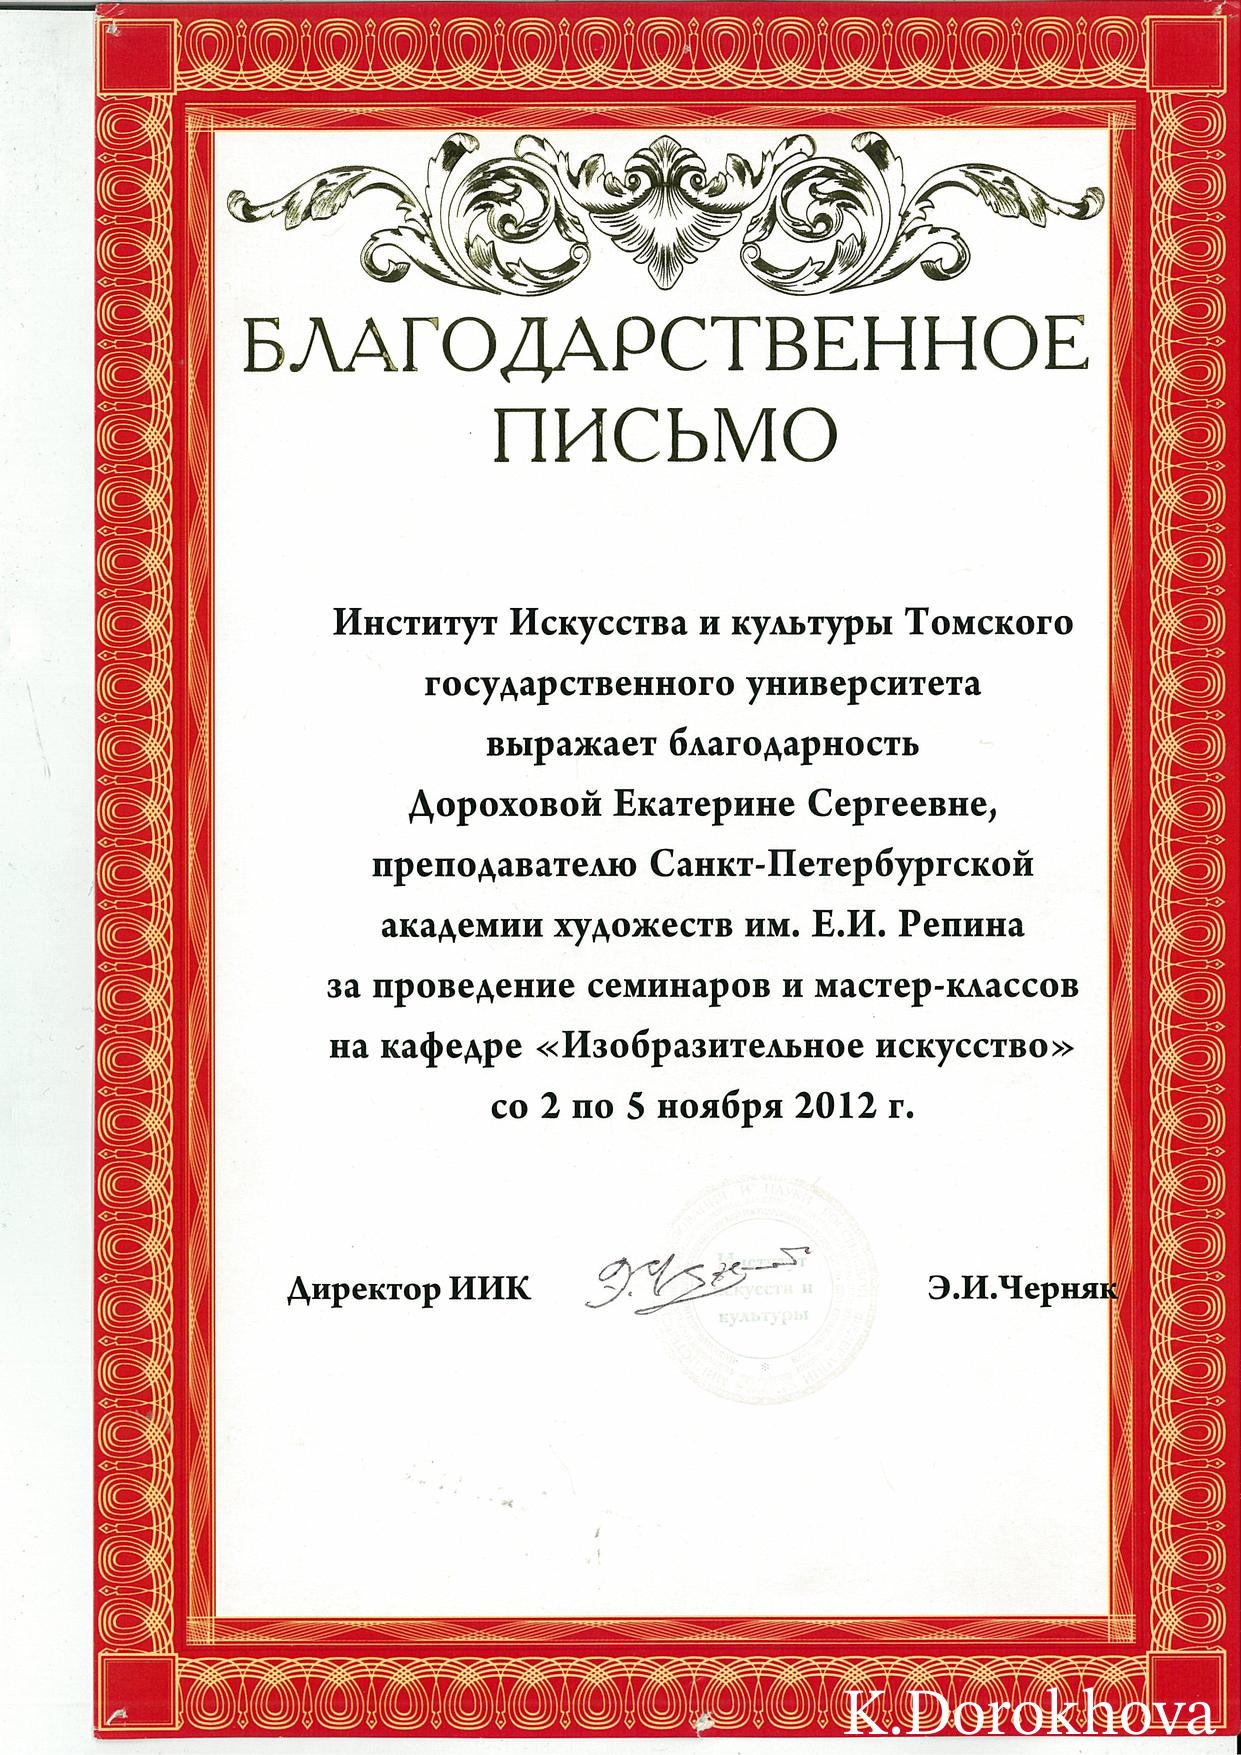 БЛАГОДАРСТВЕННОЕ
ПИСЬМО
Институт Искусства и культуры Томского
государственного университета
выражает благодарность
Дороховой Екатерине Сергеевне,
преподавателю Санкт-Петербургской
академии художеств им. Е.И. Репина
за проведение семинаров и мастер-классов
на кафедре «Изобразительное искусство»
со 2 по 5 ноября 2012 г.
Институт
искусств и
культуры
Директор ИИК
Э.И.Черняк
K.Dorokhova